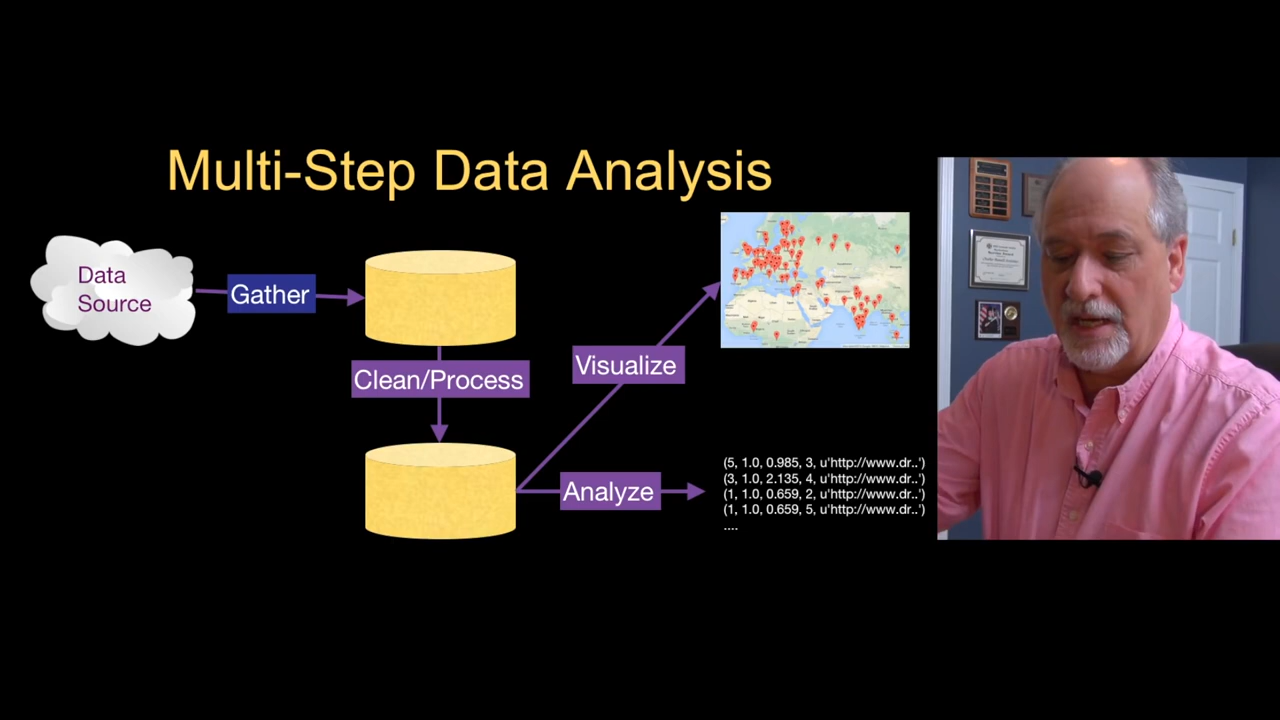 Multi-Step Data Analysis
Data
Source
Gather
Clean/Process
Visualize
Analyze
(5, 1.0, 0.985, 3, u'http://www.dr..')
(3, 1.0, 2.135, 4, u'http://www.dr..')
(1, 1.0, 0.659, 2, u'http://www.dr..')
(1, 1.0, 0.659, 5, u'http://www.dr..')
....